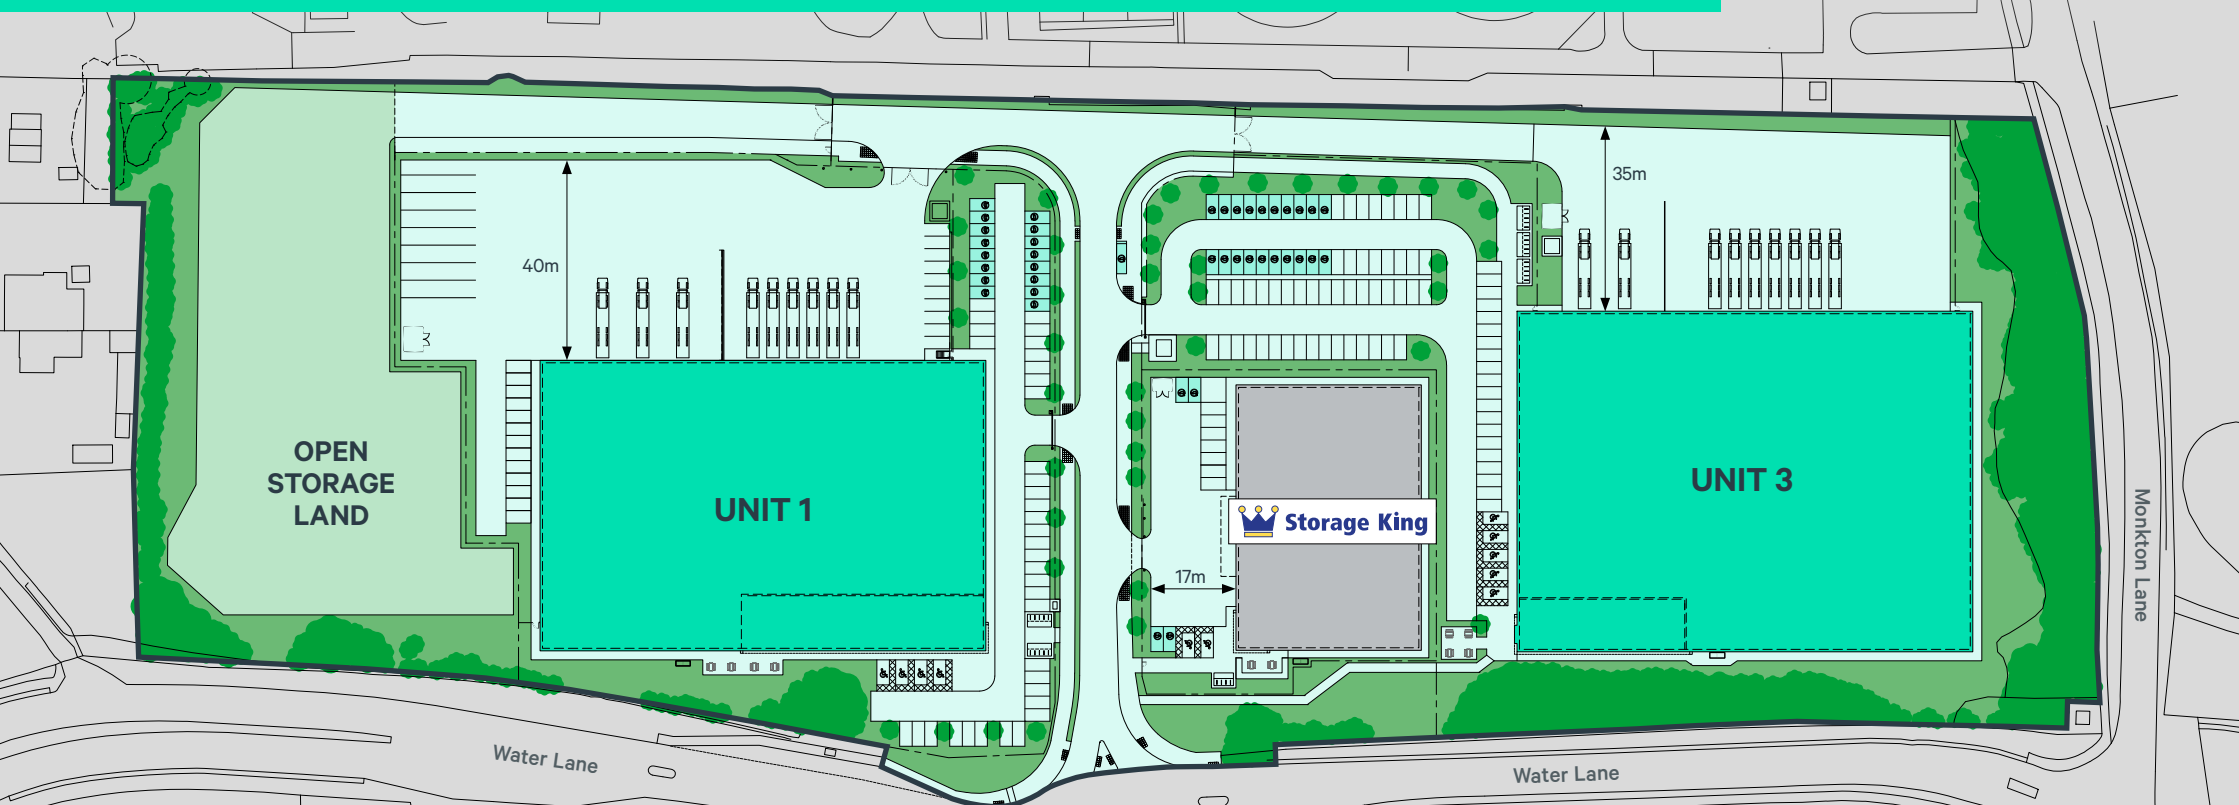 35m
40m
OPEN
STORAGE
LAND
UNIT 1
UNIT 3
Storage King
17m
Monkton Lane
Water Lane
Water Lane